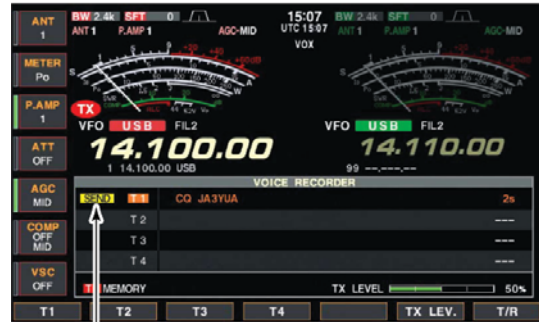 ANT
1
BW 2.4k SFT 0
15:07
BW 2.4k SFT 0
ANT 1 P.AMP 1 AGC-MID
UTC 15:07
ANT 1 P.AMP 1 AGC-MID
VOX
METER
Po
P.AMP
1
TX
VFO USB FIL2
VFO USB FIL2
ATT
OFF
14.100.00
14.110.00
1 14.100.00 USB
99 --.---.--
AGC
MID
VOICE RECORDER
SEND T1 CQ JA3YUA 2s
T2 ---
T3 ---
T4 ---
COMP
OFF
MID
VSC
OFF
MEMORY TX LEVEL 50%
T1 T2 T3 T4 TX LEV. T/R